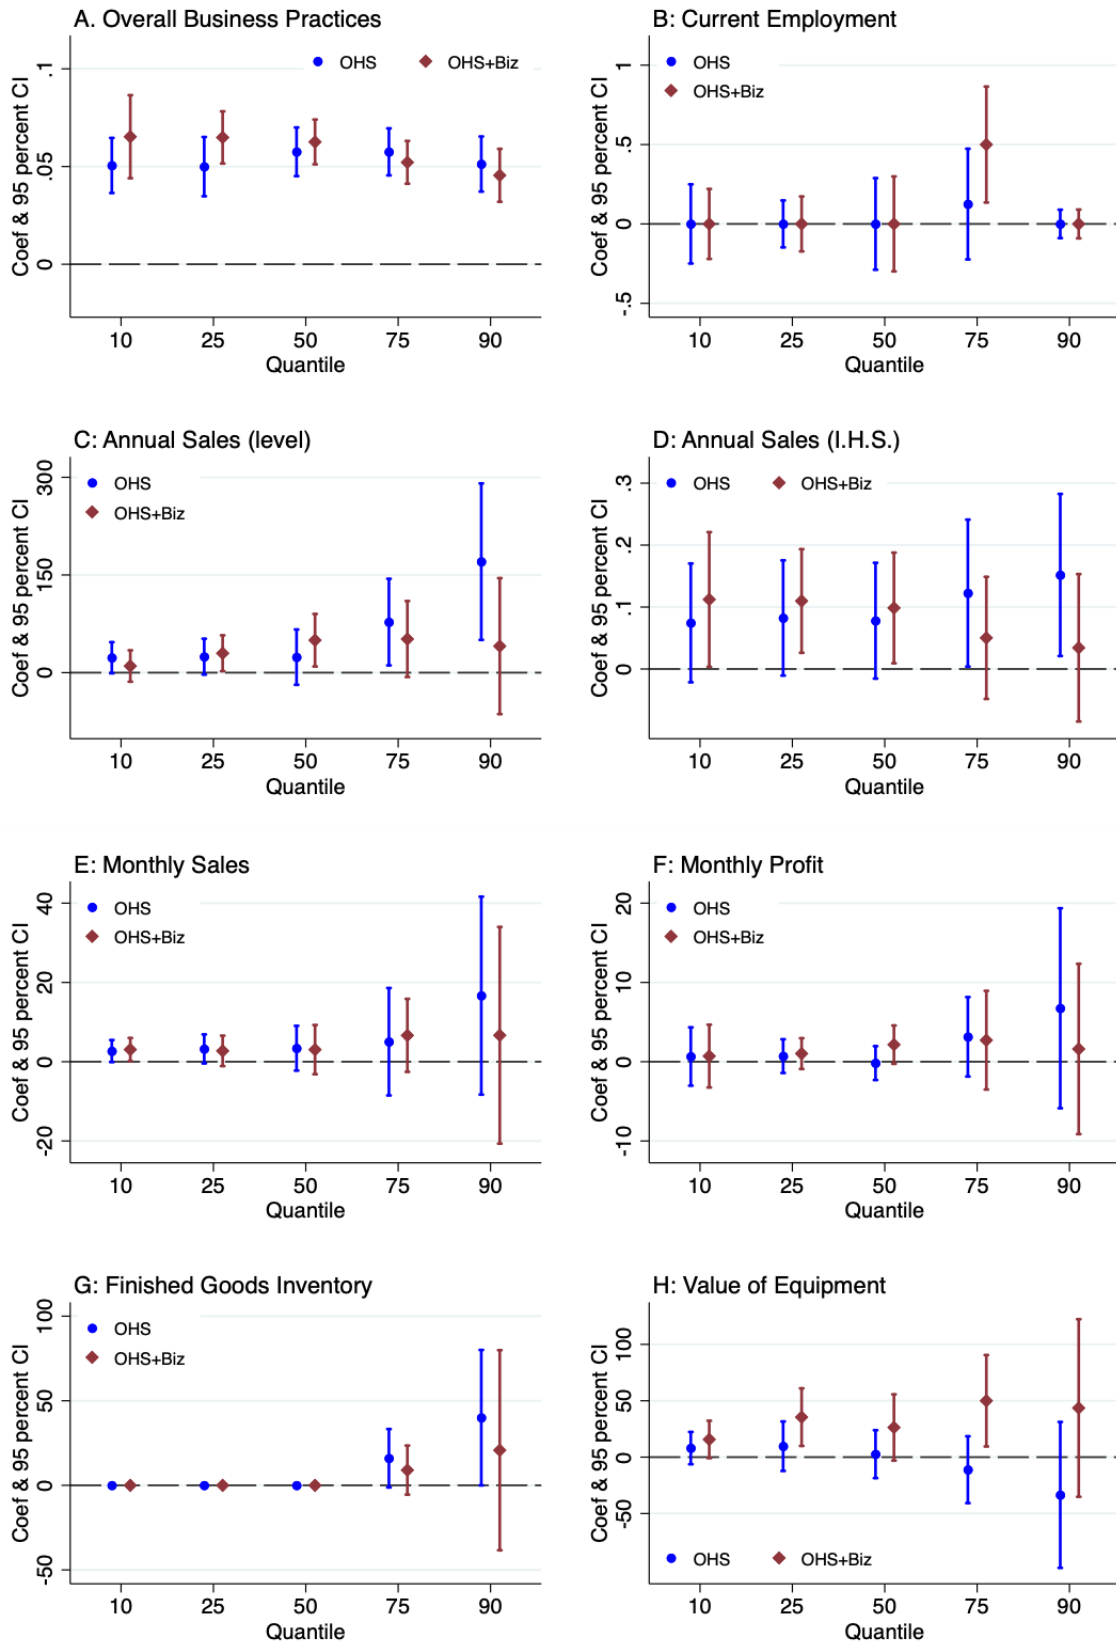 A. Overall Business Practices
OHS
OHS+Biz
Coef & 95 percent CI
.1
.05
0
10 25 50 75 90
Quantile
B: Current Employment
OHS
OHS+Biz
Coef & 95 percent CI
1
.5
0
-.5
10 25 50 75 90
Quantile
C: Annual Sales (level)
OHS
OHS+Biz
Coef & 95 percent CI
300
150
0
10 25 50 75 90
Quantile
D: Annual Sales (I.H.S.)
OHS
OHS+Biz
Coef & 95 percent CI
.3
.2
.1
0
10 25 50 75 90
Quantile
E: Monthly Sales
OHS
OHS+Biz
Coef & 95 percent CI
40
20
0
-20
10 25 50 75 90
Quantile
F: Monthly Profit
OHS
OHS+Biz
Coef & 95 percent CI
20
10
0
-10
10 25 50 75 90
Quantile
G: Finished Goods Inventory
OHS
OHS+Biz
Coef & 95 percent CI
100
50
0
-50
10 25 50 75 90
Quantile
H: Value of Equipment
Coef & 95 percent CI
100
50
0
-50
OHS
OHS+Biz
10 25 50 75 90
Quantile